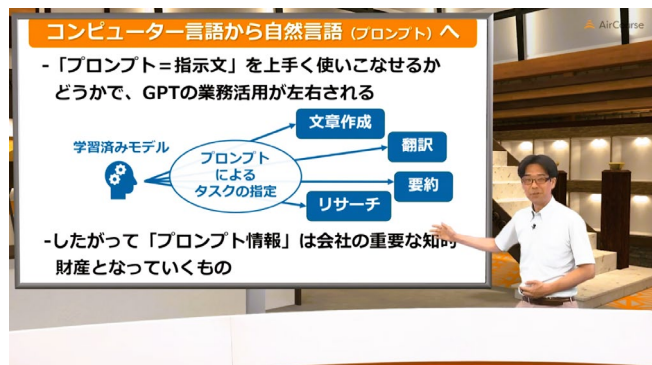 コンピューター言語から自然言語（プロンプト）へ
AirCourse
-「プロンプト＝指示文」を上手く使いこなせるか
どうかで、GPTの業務活用が左右される
学習済みモデル
プロンプト
による
タスクの指定
文章作成
翻訳
要約
リサーチ
-したがって「プロンプト情報」は会社の重要な知的
財産となっていくもの